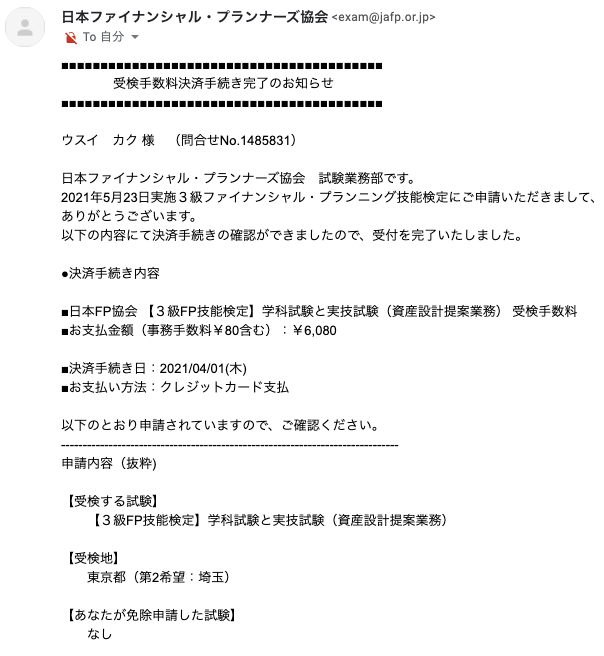 日本ファイナンシャル・プランナーズ協会 <exam@jafp.or.jp>
To 自分
■■■■■■■■■■■■■■■■■■■■■■■■■■■■■■■■■■■■■■■■■
受検手数料決済手続き完了のお知らせ
■■■■■■■■■■■■■■■■■■■■■■■■■■■■■■■■■■■■■■■■■
ウスイ　カク 様　（問合せNo.1485831）
日本ファイナンシャル・プランナーズ協会　試験業務部です。
2021年5月23日実施３級ファイナンシャル・プランニング技能検定にご申請いただきまして、
ありがとうございます。
以下の内容にて決済手続きの確認ができましたので、受付を完了いたしました。
●決済手続き内容
■日本FP協会 【３級FP技能検定】学科試験と実技試験（資産設計提案業務） 受検手数料
■お支払金額（事務手数料￥80含む）：￥6,080
■決済手続き日：2021/04/01(木)
■お支払い方法：クレジットカード支払
以下のとおり申請されていますので、ご確認ください。
------------------------------------------------------------------------------
申請内容（抜粋)
【受検する試験】
【３級FP技能検定】学科試験と実技試験（資産設計提案業務）
【受検地】
東京都（第2希望：埼玉）
【あなたが免除申請した試験】
なし